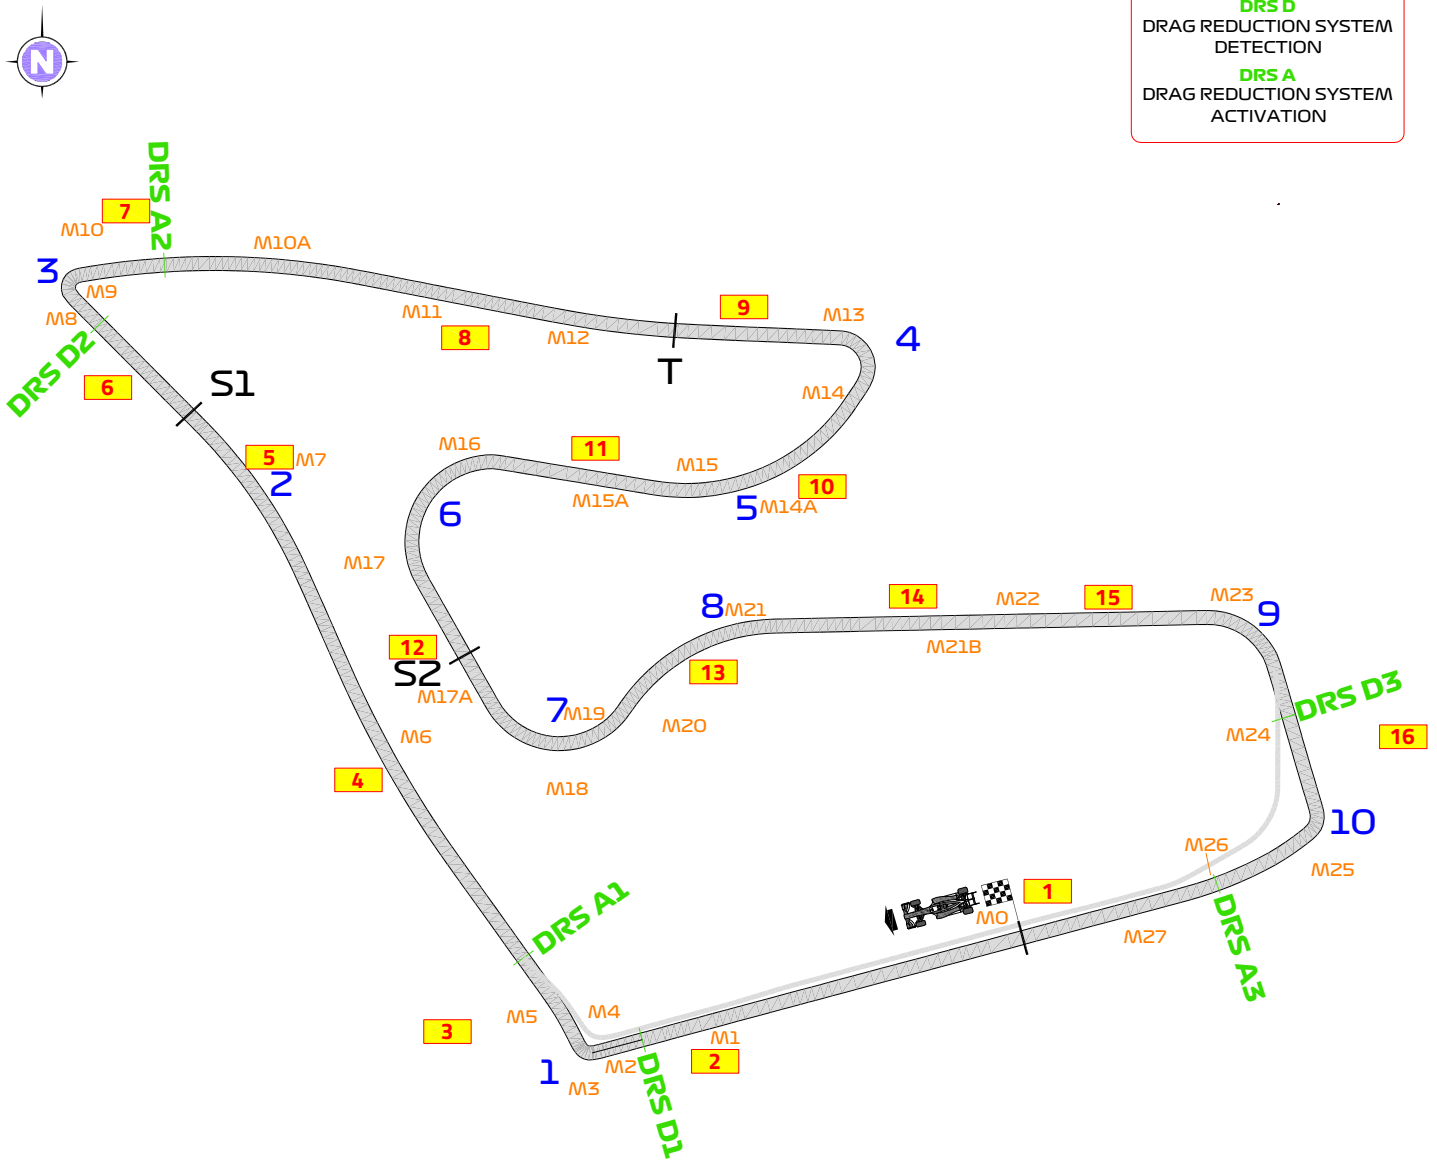 DRS D
DRAG REDUCTION SYSTEM
DETECTION
DRS A
DRAG REDUCTION SYSTEM
ACTIVATION
N
DRS A2
7
M10
M10A
3
M9
M8
DRS D2
M11
8
M12
9
M13
4
T
6
S1
M14
5
M7
2
M16
11
M15
M15A
10
5
M14A
6
M17
12
S2
M17A
8
M21
14
M22
15
M23
9
M21B
13
7
M19
M20
DRS D3
M24
16
M6
4
M18
10
M26
M25
DRS A1
1
M0
M27
DRS A3
M5
M4
3
M1
2
1
M2
M3
DRS D1